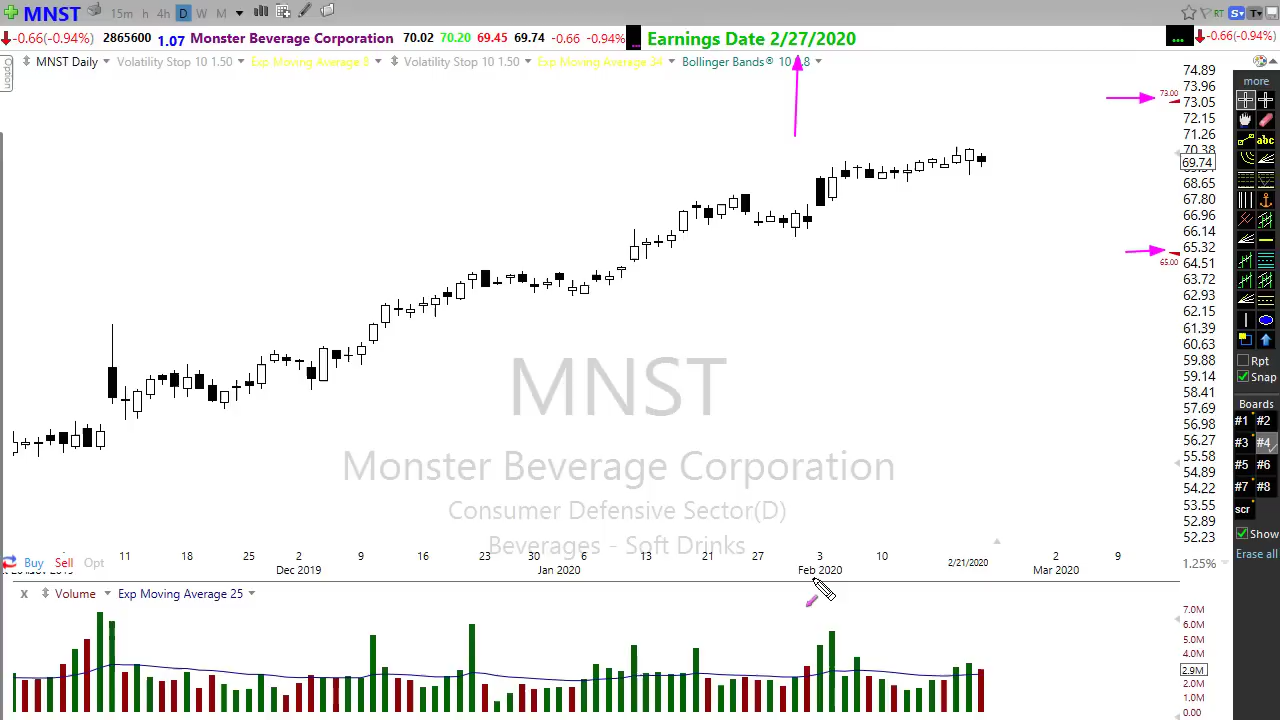 MNST 15m h 4h D W M RT S T
-0.66(-0.94%) 2865600 1.07 Monster Beverage Corporation 70.02 70.20 69.45 69.74 -0.66 -0.94% ... Earnings Date 2/27/2020 ... -0.66(-0.94%)
Option
MNST Daily Volatility Stop 10 1.50 Exp Moving Average 8 Volatility Stop 10 1.50 Exp Moving Average 34 Bollinger Bands® 10
74.89
73.96
73.00
73.05
72.15
71.26
70.38
69.74
68.65
67.80
66.96
66.14
65.32
65.00
64.51
63.72
62.93
62.15
61.39
60.63
59.88
59.14
58.41
57.69
56.98
56.27
55.58
54.89
54.22
53.55
52.89
52.23
more
abc
Rpt
Snap
Boards
#1 #2
#3 #4
#5 #6
#7 #8
scr
Show
Erase all
MNST
Monster Beverage Corporation
Consumer Defensive Sector(D)
Beverages - Soft Drinks
11 18 25 2 9 16 23 30 6 13 21 27 3 10 2 9
Buy Sell Opt 2/21/2020 1.25%
Dec 2019 Jan 2020 Feb 2020 Mar 2020
x Volume Exp Moving Average 25
7.0M
6.0M
5.0M
4.0M
2.9M
2.0M
1.0M
0.00